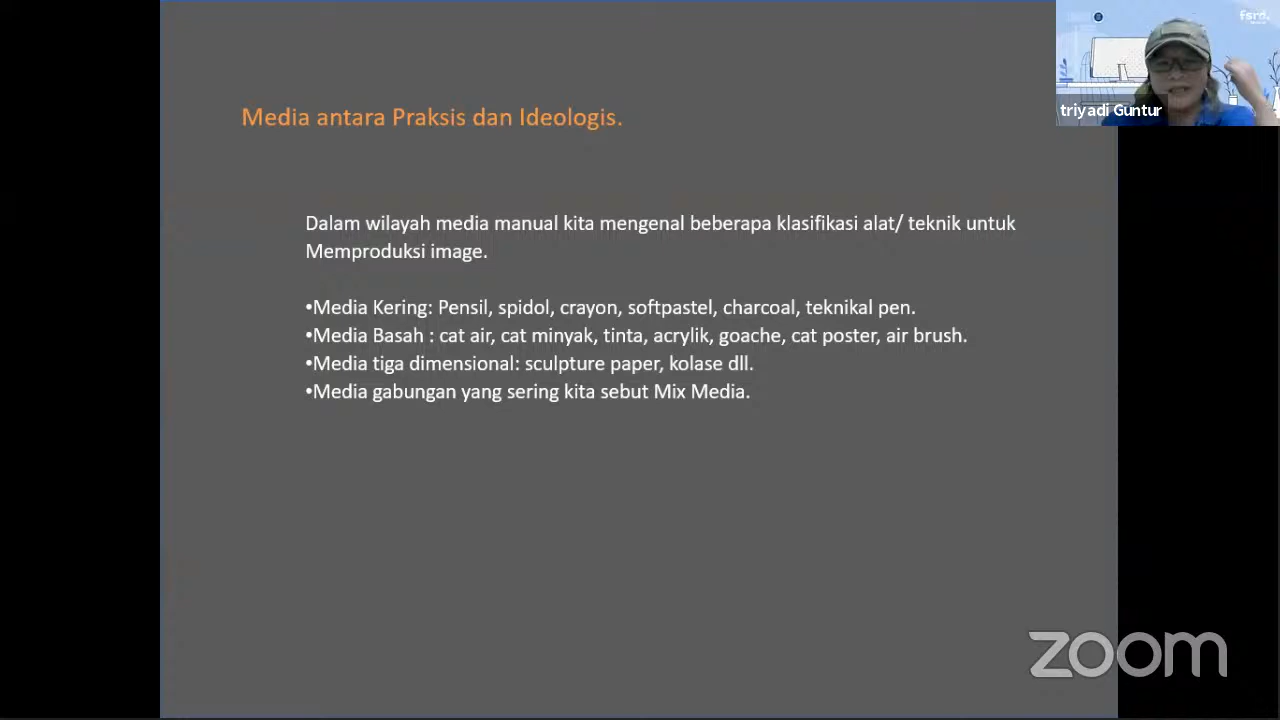 fsrd.
triyadi Guntur
Media antara Praksis dan Ideologis.
Dalam wilayah media manual kita mengenal beberapa klasifikasi alat/ teknik untuk
Memproduksi image.
•Media Kering: Pensil, spidol, crayon, softpastel, charcoal, teknikal pen.
•Media Basah : cat air, cat minyak, tinta, acrylik, goache, cat poster, air brush.
•Media tiga dimensional: sculpture paper, kolase dll.
•Media gabungan yang sering kita sebut Mix Media.
zoom